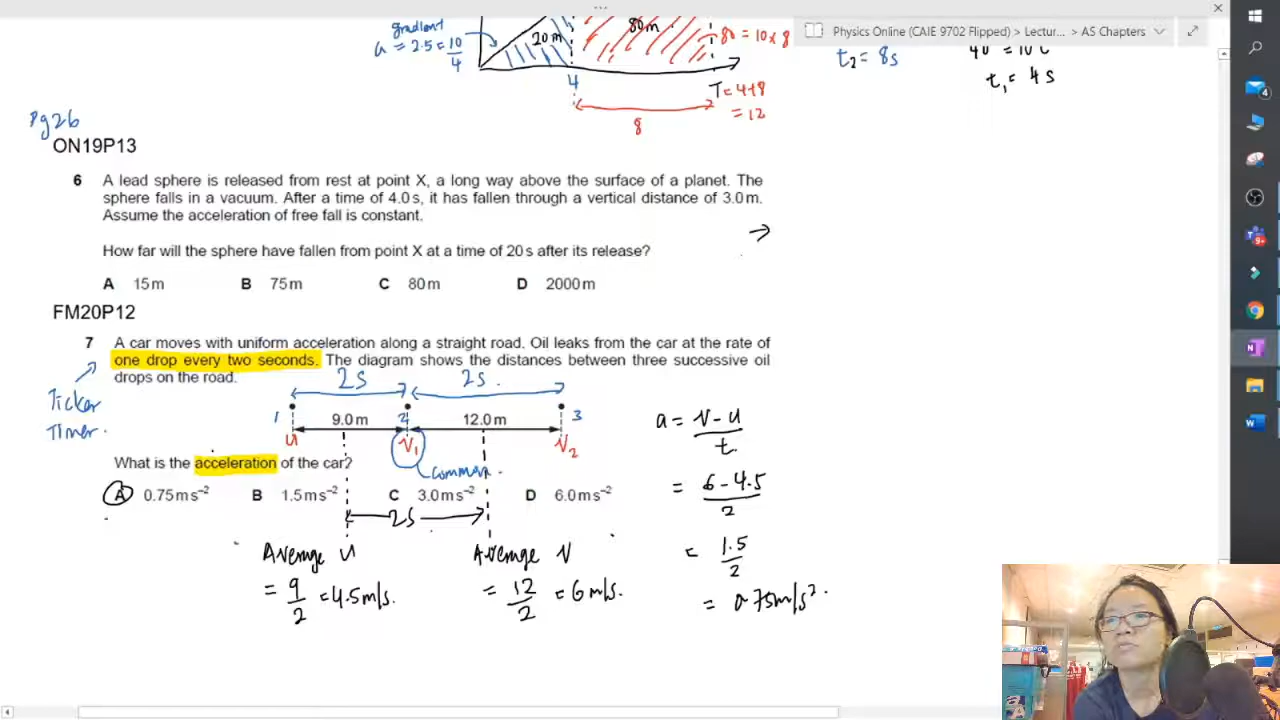 Physics Online (CAIE 9702 Flipped) > Lectur... > AS Chapters
gradient
a = 2.5 = 10/4
20m
80m
80 = 10 x 8
4
T = 4+8
= 12
8
t₂ = 8s
t₁ = 4s
Pg26
ON19P13
6 A lead sphere is released from rest at point X, a long way above the surface of a planet. The
sphere falls in a vacuum. After a time of 4.0 s, it has fallen through a vertical distance of 3.0 m.
Assume the acceleration of free fall is constant.
How far will the sphere have fallen from point X at a time of 20 s after its release?
A 15 m B 75 m C 80 m D 2000 m
FM20P12
7 A car moves with uniform acceleration along a straight road. Oil leaks from the car at the rate of
one drop every two seconds. The diagram shows the distances between three successive oil
drops on the road.
Ticker
Timer.
2s 2s.
1 9.0 m 2 12.0 m 3
u v₁ v₂
common.
What is the acceleration of the car?
A 0.75 m s⁻² B 1.5 m s⁻² C 3.0 m s⁻² D 6.0 m s⁻²
2s
Average u
= 9/2 = 4.5 m/s.
Average v
= 12/2 = 6 m/s.
a = v - u / t
= 6 - 4.5 / 2
= 1.5 / 2
= 0.75 m/s².
4
9+